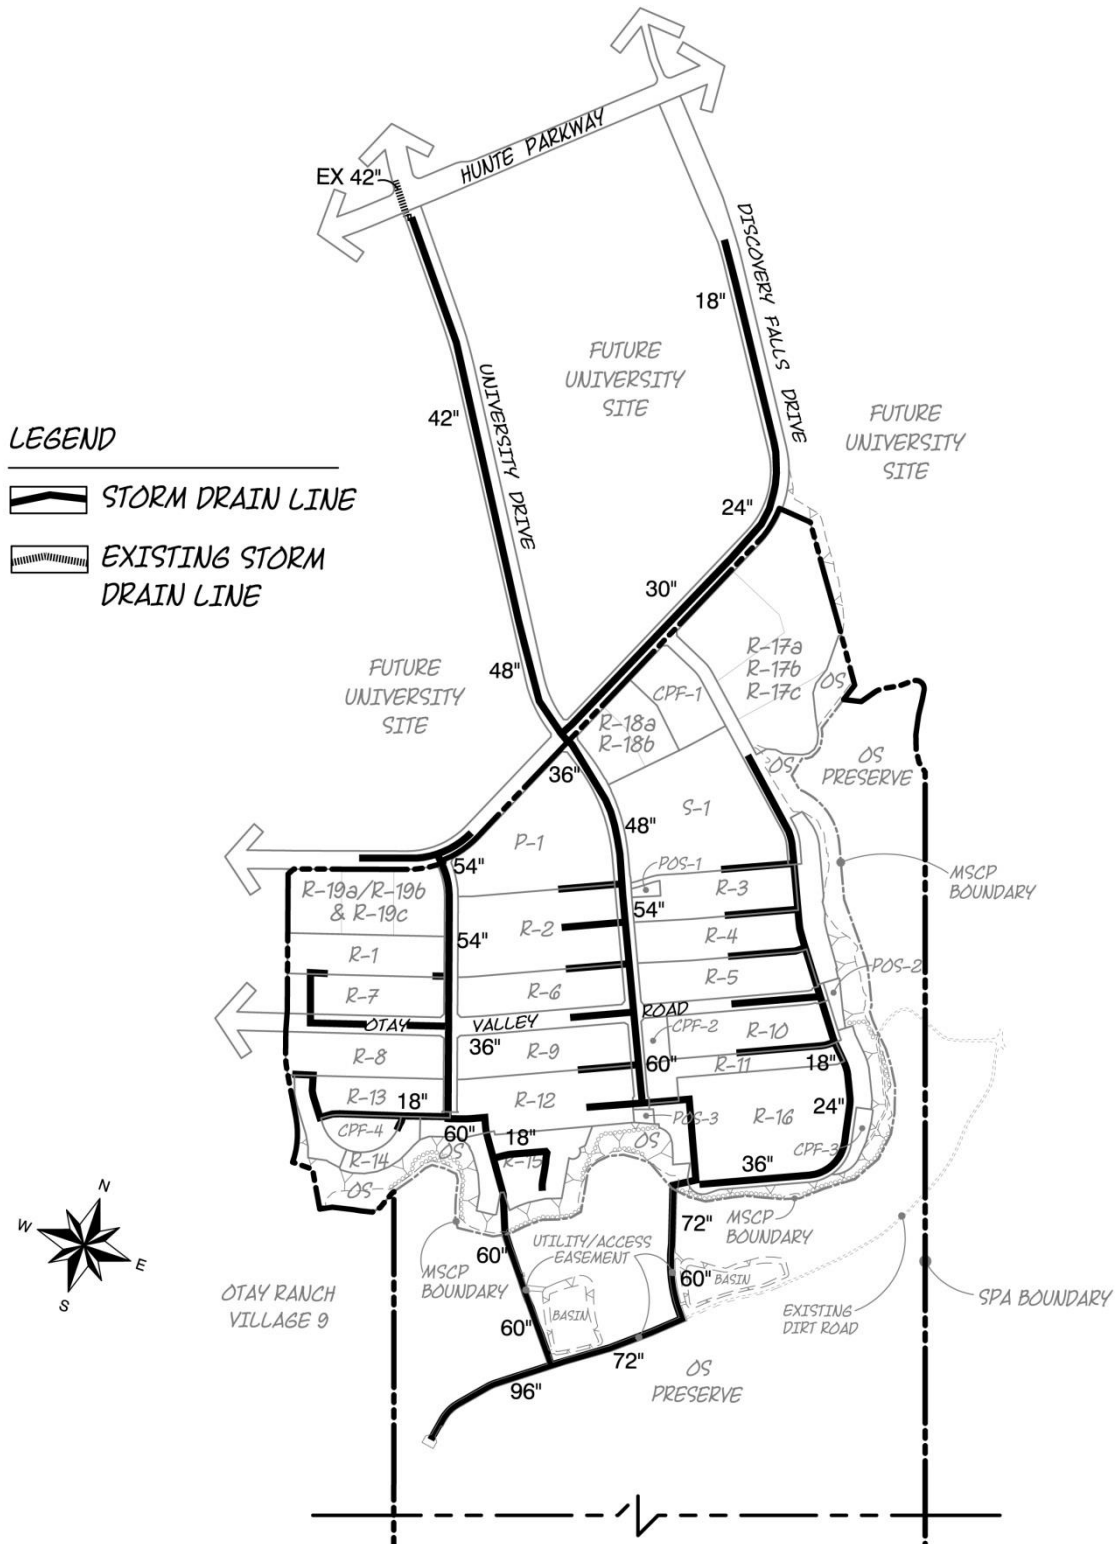 HUNTE PARKWAY
EX 42"
DISCOVERY FALLS DRIVE
18"
FUTURE
UNIVERSITY
SITE
UNIVERSITY DRIVE
42"
FUTURE
UNIVERSITY
SITE
LEGEND
STORM DRAIN LINE
EXISTING STORM
DRAIN LINE
24"
30"
FUTURE
UNIVERSITY
SITE
48"
R-17a
R-17b
R-17c
OS
CPF-1
R-18a
R-18b
OS
OS
PRESERVE
36"
S-1
48"
P-1
54"
POS-1
R-3
MSCP
BOUNDARY
R-19a/R-19b
& R-19c
54"
R-2
54"
R-4
R-1
R-5
POS-2
R-7
R-6
OTAY
VALLEY
ROAD
CPF-2
R-10
36"
R-9
R-8
60"
R-11
18"
R-13
18"
R-12
24"
R-16
POS-3
CPF-4
60"
18"
OS
OS
CPF-3
R-14
R-15
36"
OS
N
W
E
S
72"
MSCP
BOUNDARY
60"
UTILITY/ACCESS
EASEMENT
MSCP
BOUNDARY
60"
BASIN
OTAY RANCH
VILLAGE 9
BASIN
EXISTING
DIRT ROAD
SPA BOUNDARY
60"
72"
OS
PRESERVE
96"